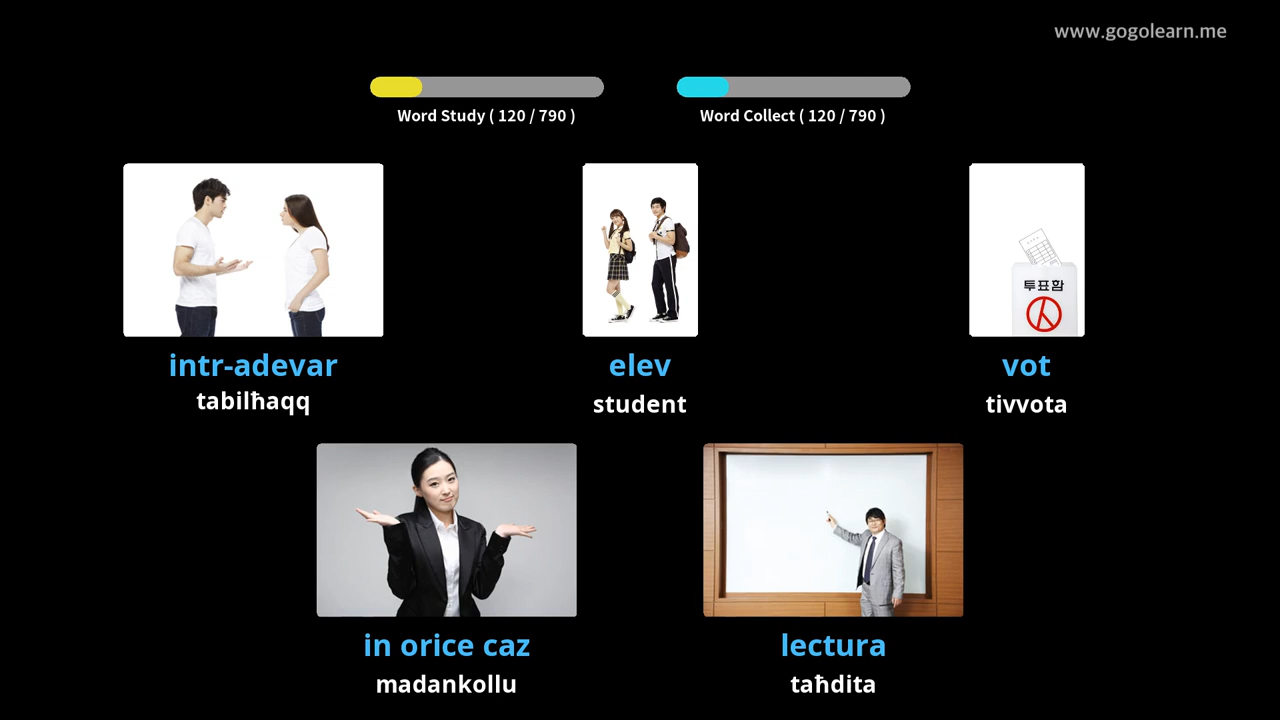 www.gogolearn.me
Word Study ( 120 / 790 )
Word Collect ( 120 / 790 )
투표함
intr-adevar
tabilħaqq
elev
student
vot
tivvota
in orice caz
madankollu
lectura
taħdita